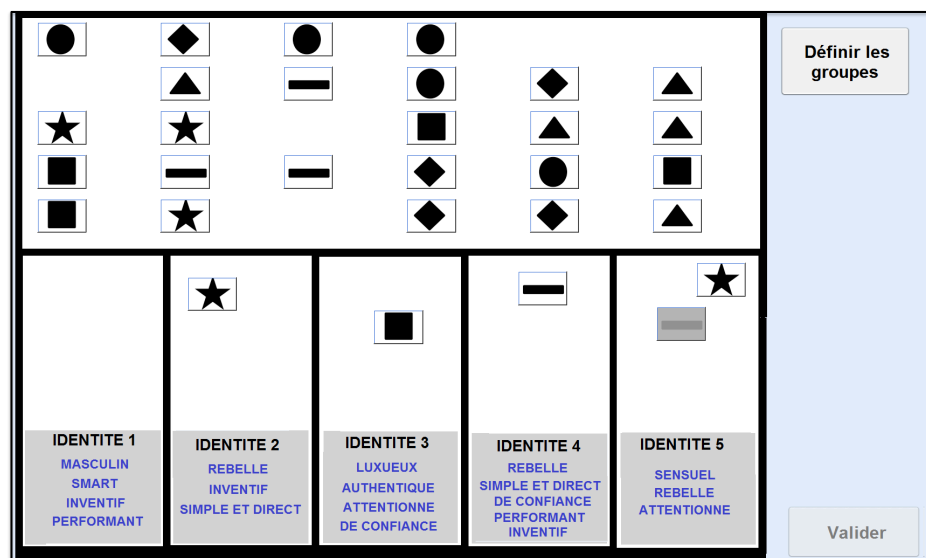 Définir les
groupes
IDENTITE 1
MASCULIN
SMART
INVENTIF
PERFORMANT
IDENTITE 2
REBELLE
INVENTIF
SIMPLE ET DIRECT
IDENTITE 3
LUXUEUX
AUTHENTIQUE
ATTENTIONNE
DE CONFIANCE
IDENTITE 4
REBELLE
SIMPLE ET DIRECT
DE CONFIANCE
PERFORMANT
INVENTIF
IDENTITE 5
SENSUEL
REBELLE
ATTENTIONNE
Valider